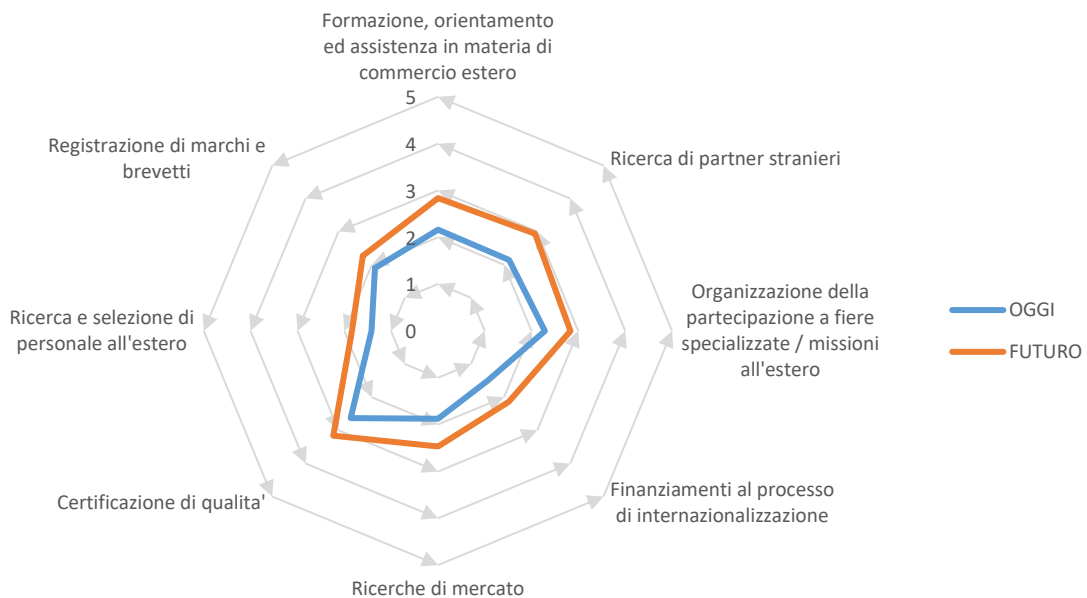 Formazione, orientamento
ed assistenza in materia di
commercio estero
5
4
3
2
1
0
Registrazione di marchi e
brevetti
Ricerca di partner stranieri
Ricerca e selezione di
personale all'estero
Organizzazione della
partecipazione a fiere
specializzate / missioni
all'estero
OGGI
FUTURO
Certificazione di qualita'
Finanziamenti al processo
di internazionalizzazione
Ricerche di mercato